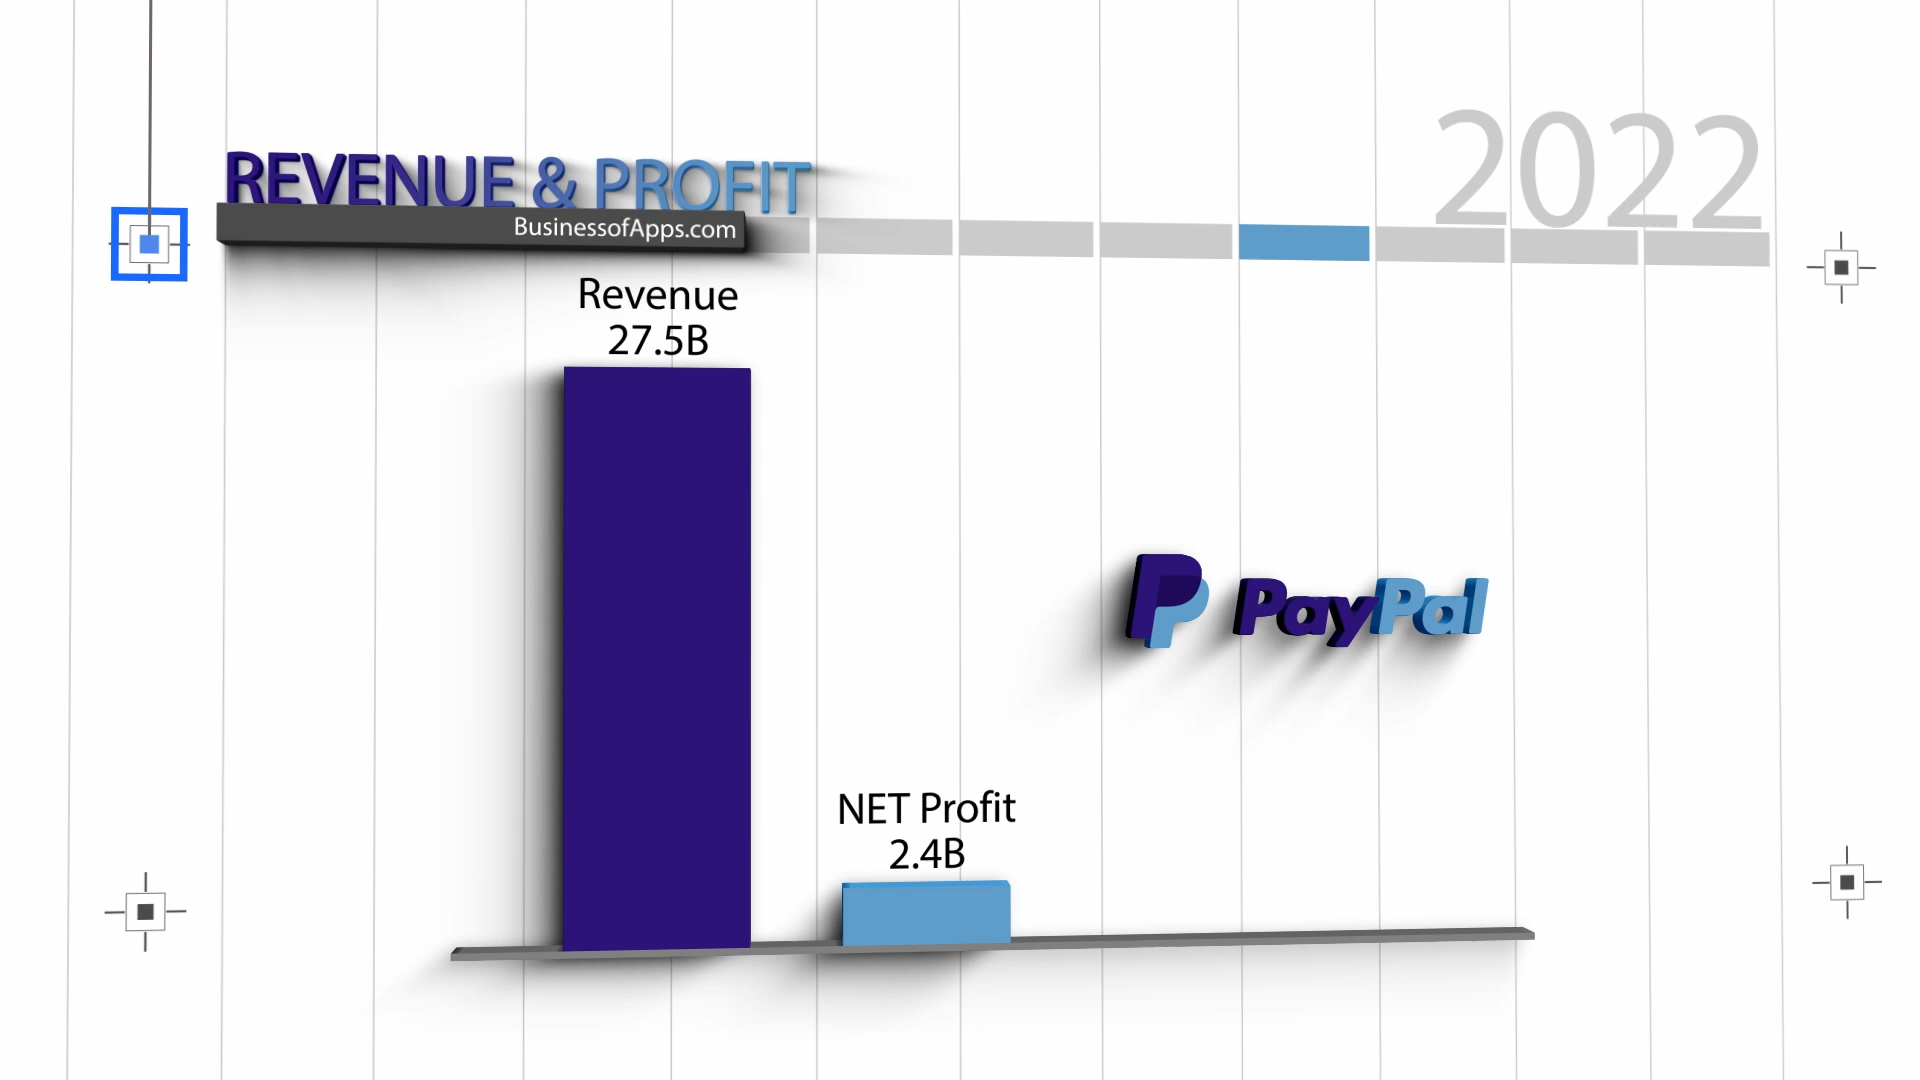 2022
REVENUE & PROFIT
BusinessofApps.com
Revenue
27.5B
PayPal
NET Profit
2.4B